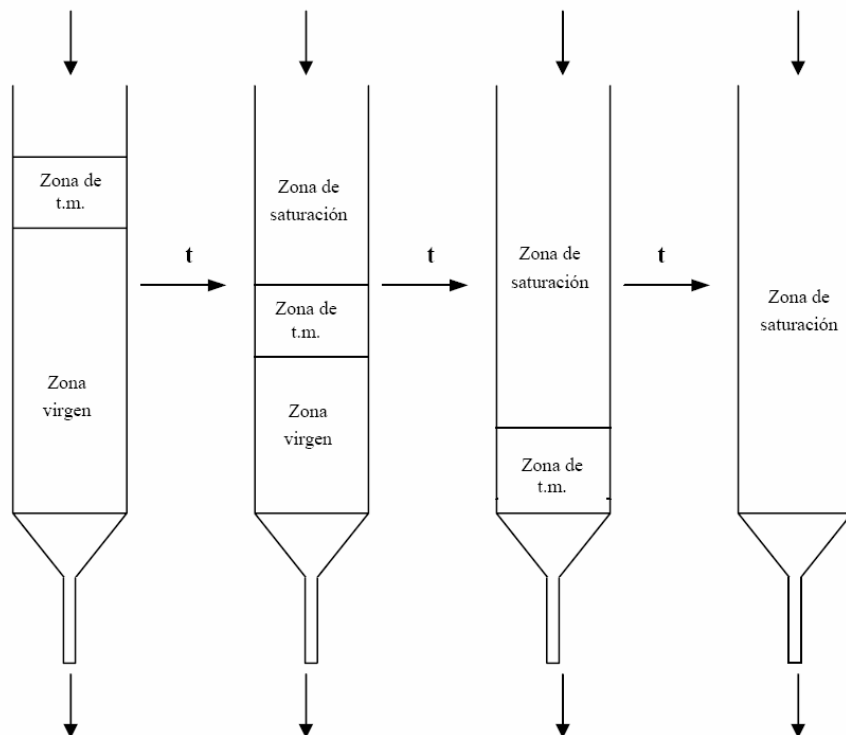 Zona de
t.m.
Zona
virgen
t
Zona de
saturación
Zona de
t.m.
Zona
virgen
t
Zona de
saturación
Zona de
t.m.
t
Zona de
saturación